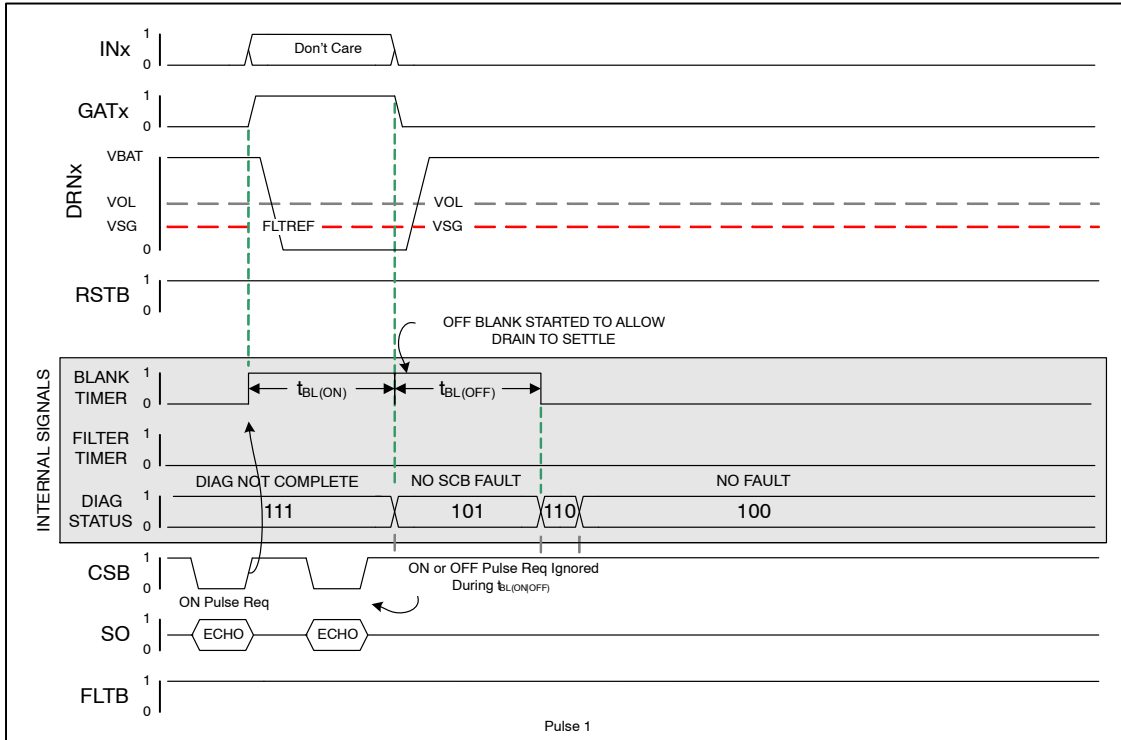 INx 1 0 Don't Care
GATx 1 0
DRNx VBAT
VOL VOL
VSG FLTREF VSG
0
RSTB 1 0
OFF BLANK STARTED TO ALLOW
DRAIN TO SETTLE
INTERNAL SIGNALS
BLANK
TIMER
1 0
tBL(ON) tBL(OFF)
FILTER
TIMER
1 0
DIAG NOT COMPLETE NO SCB FAULT NO FAULT
DIAG
STATUS
1 0
111 101 110 100
CSB 1 0
ON Pulse Req
ON or OFF Pulse Req Ignored
During tBL(ON|OFF)
SO 1 0 ECHO ECHO
FLTB 1 0
Pulse 1